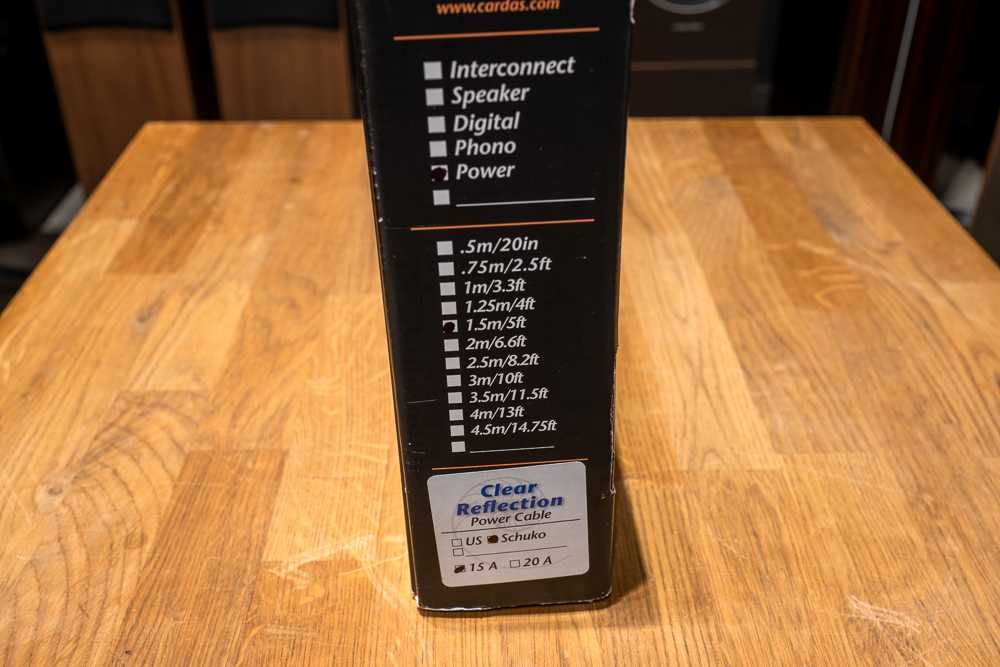 www.cardas.com
Interconnect
Speaker
Digital
Phono
Power
.5m/20in
.75m/2.5ft
1m/3.3ft
1.25m/4ft
1.5m/5ft
2m/6.6ft
2.5m/8.2ft
3m/10ft
3.5m/11.5ft
4m/13ft
4.5m/14.75ft
Clear
Reflection
Power Cable
US Schuko
15 A 20 A